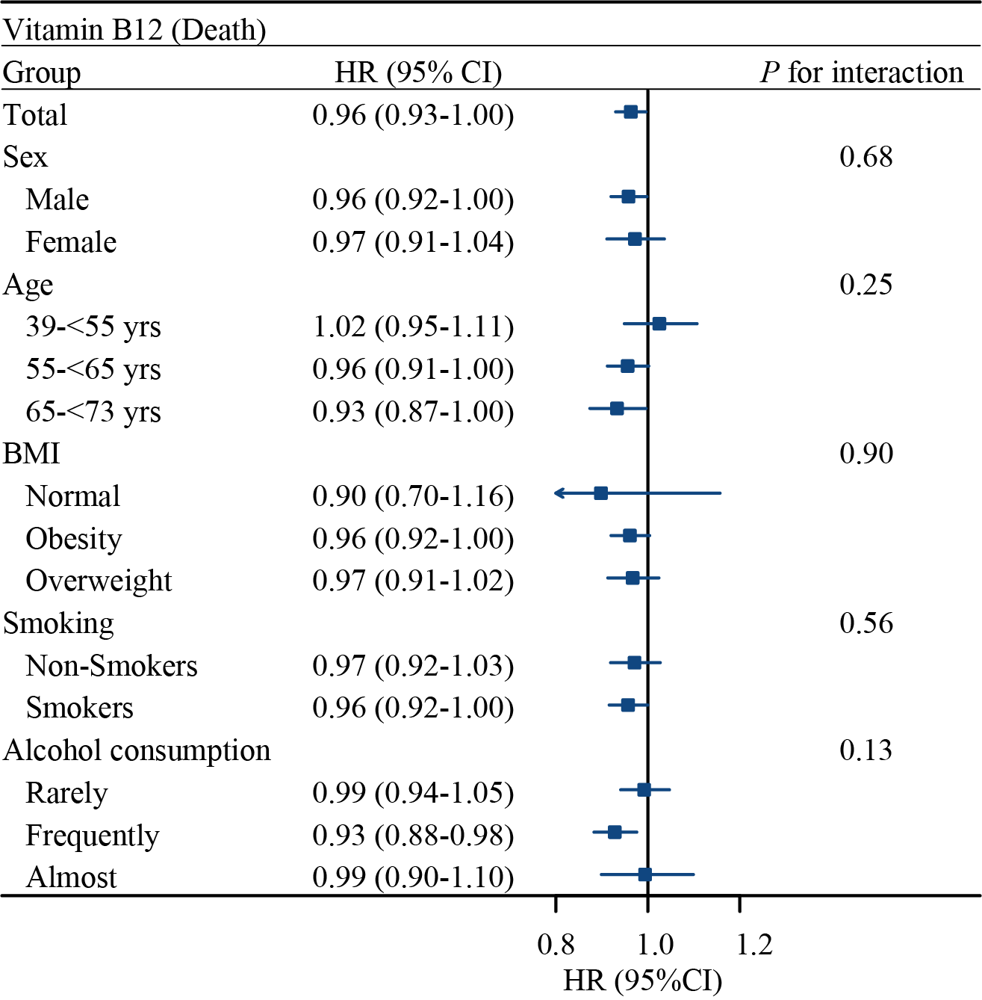 Vitamin B12 (Death)
Group HR (95% CI) P for interaction
Total 0.96 (0.93-1.00)
Sex 0.68
Male 0.96 (0.92-1.00)
Female 0.97 (0.91-1.04)
Age 0.25
39-<55 yrs 1.02 (0.95-1.11)
55-<65 yrs 0.96 (0.91-1.00)
65-<73 yrs 0.93 (0.87-1.00)
BMI 0.90
Normal 0.90 (0.70-1.16)
Obesity 0.96 (0.92-1.00)
Overweight 0.97 (0.91-1.02)
Smoking 0.56
Non-Smokers 0.97 (0.92-1.03)
Smokers 0.96 (0.92-1.00)
Alcohol consumption 0.13
Rarely 0.99 (0.94-1.05)
Frequently 0.93 (0.88-0.98)
Almost 0.99 (0.90-1.10)
0.8 1.0 1.2
HR (95%CI)